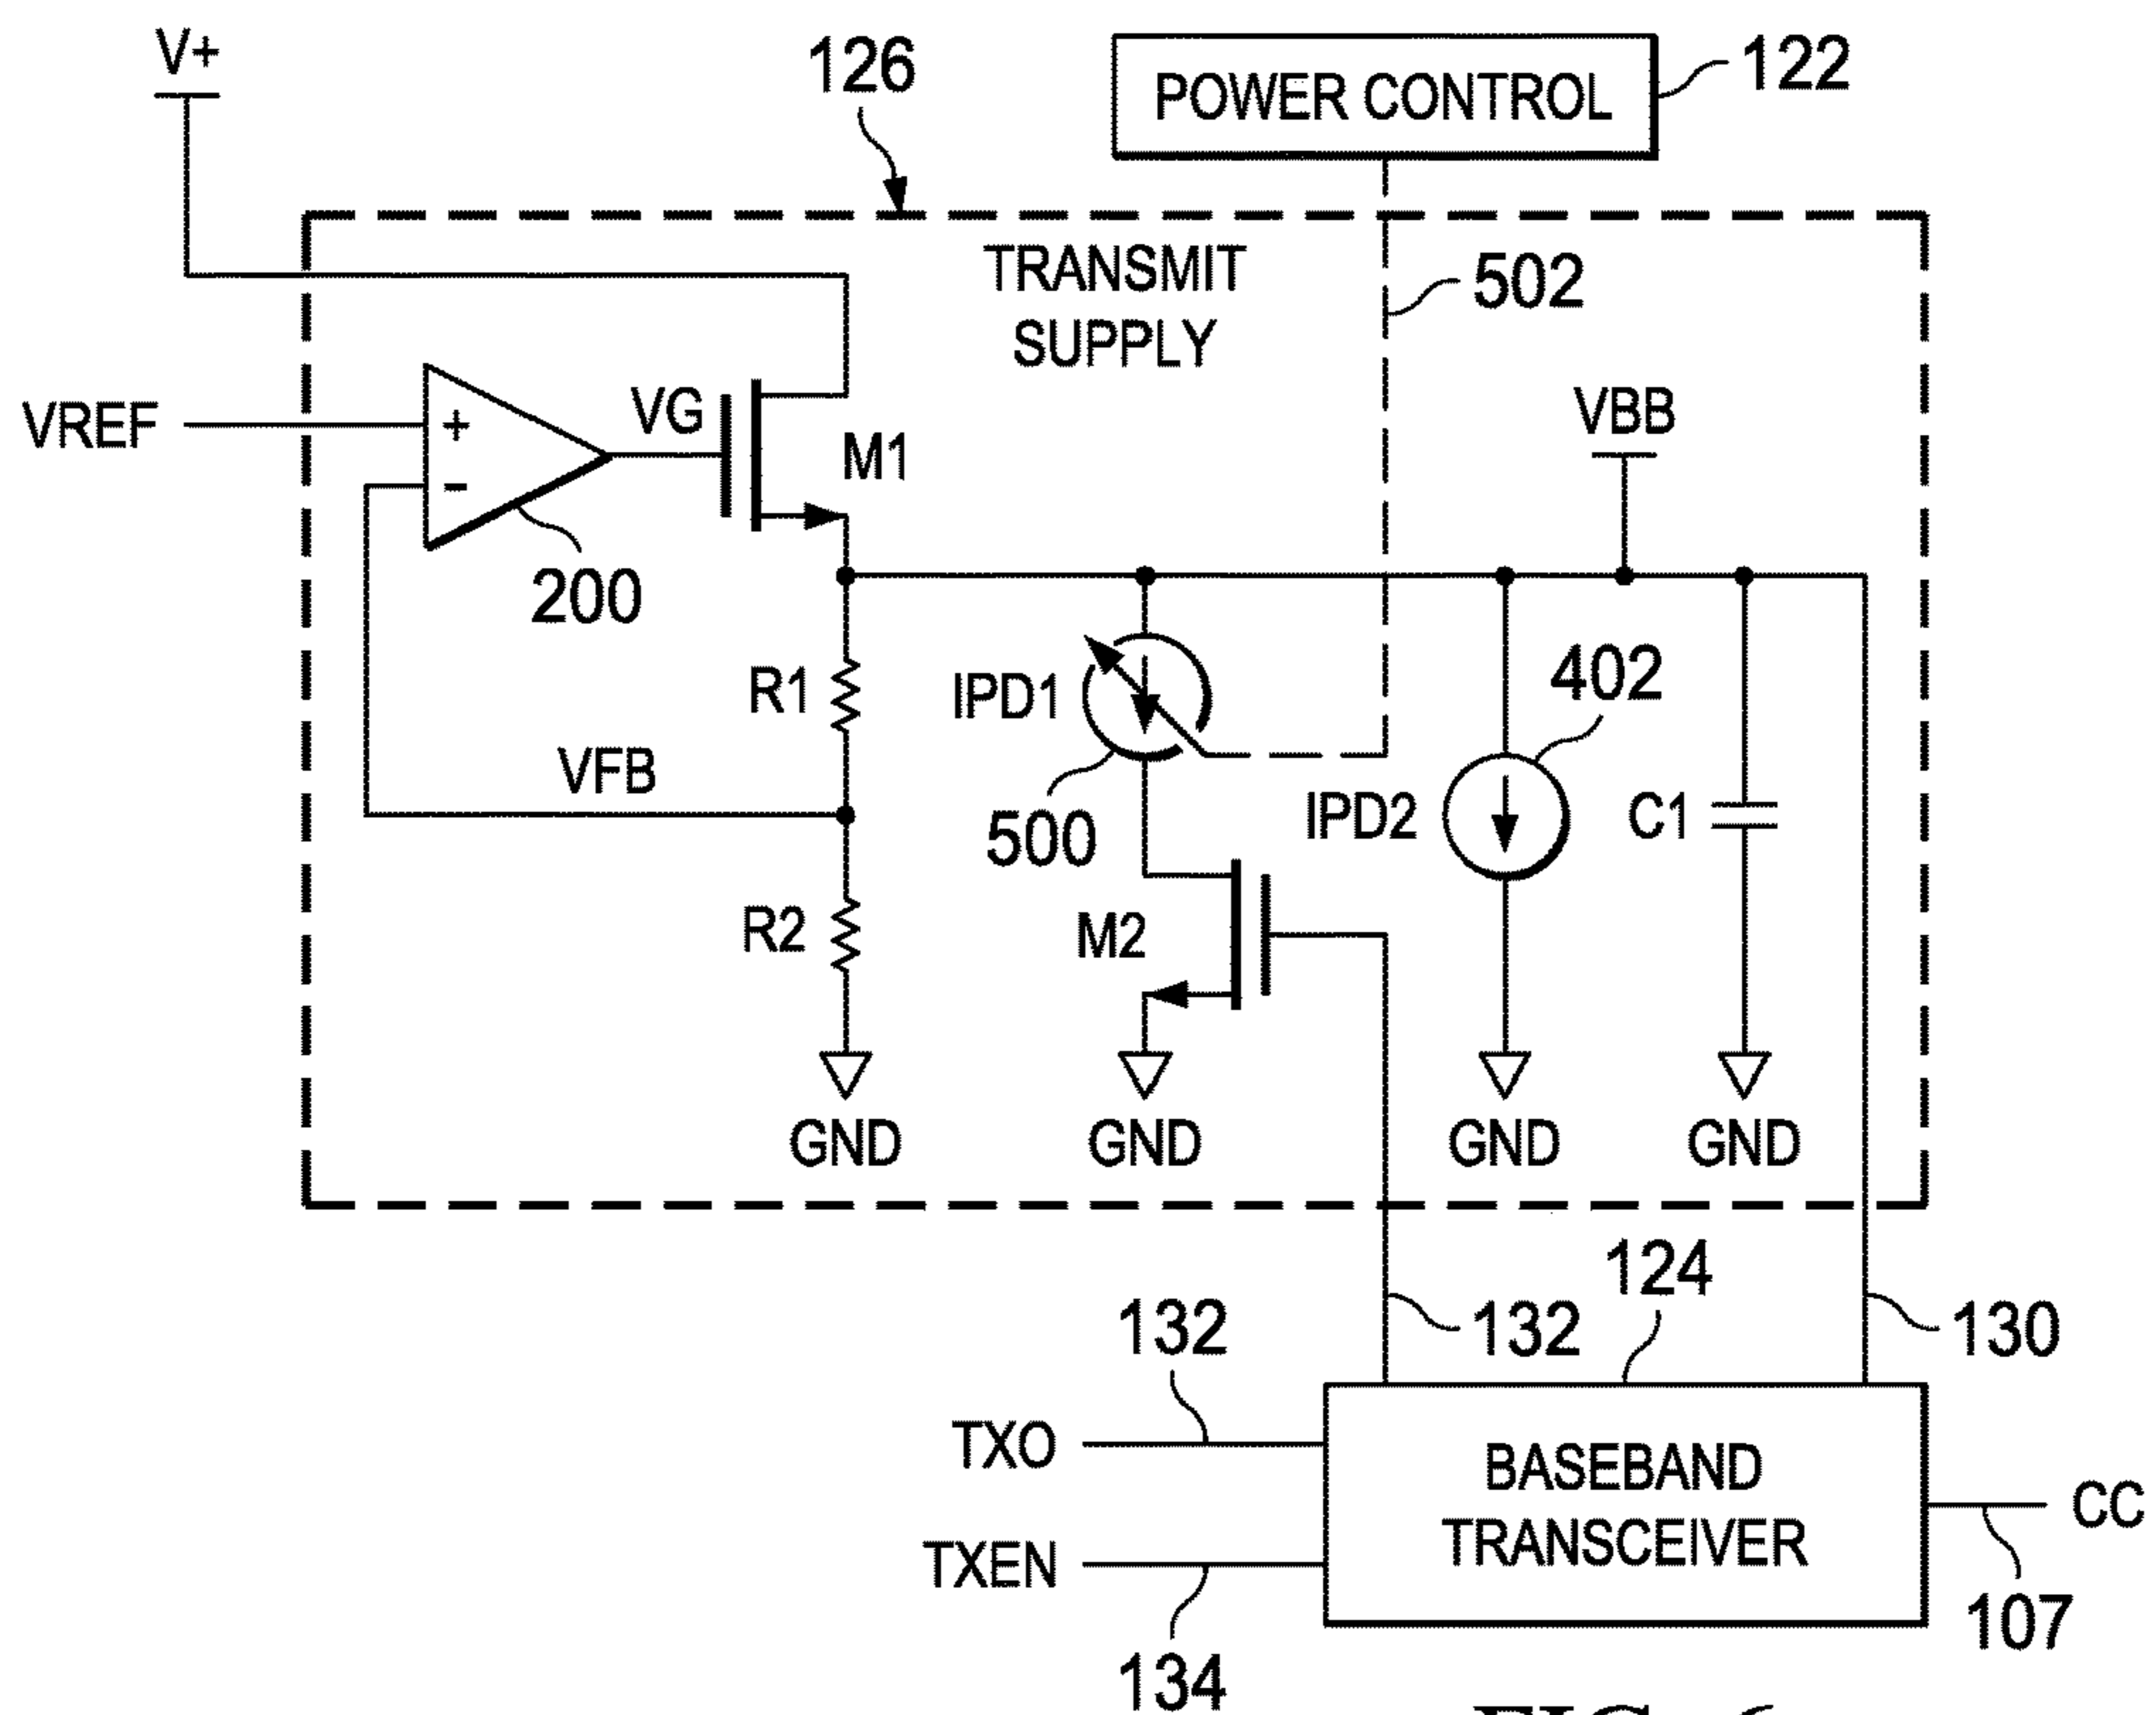 V+
126
POWER CONTROL
122
TRANSMIT
SUPPLY
502
VREF
+
-
VG
M1
VBB
200
R1
IPD1
402
VFB
500
IPD2
C1
R2
M2
GND
GND
GND
GND
124
132
132
130
TXO
BASEBAND
TRANSCEIVER
CC
TXEN
107
134